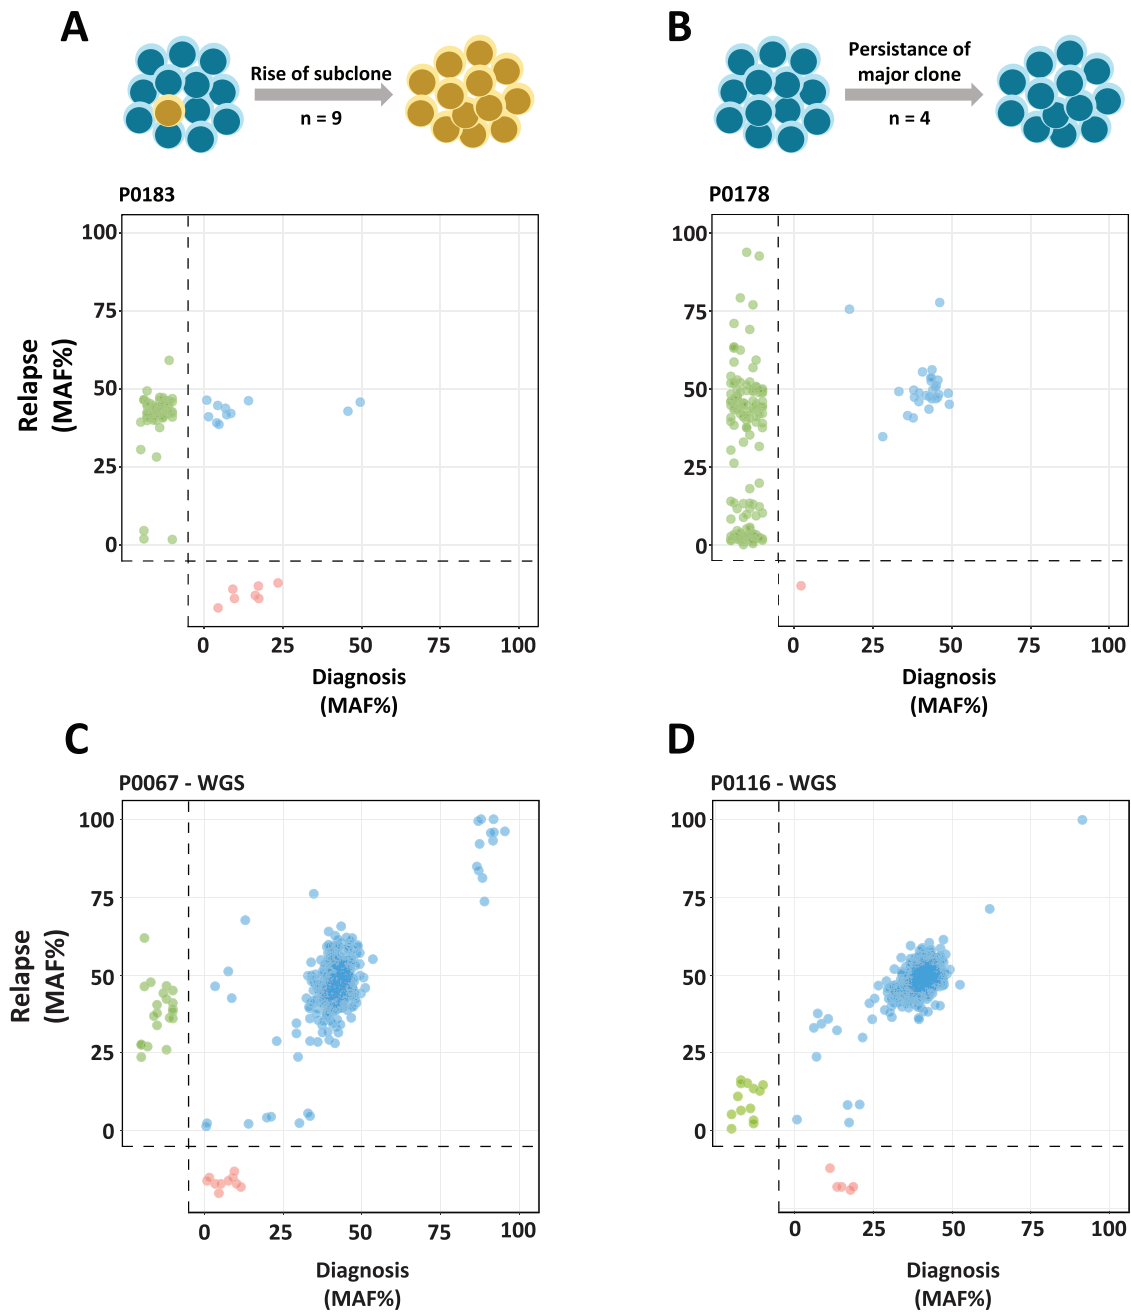 A
Rise of subclone
n = 9
B
Persistance of
major clone
n = 4
P0183
100
75
50
25
0
Relapse
(MAF%)
0 25 50 75 100
Diagnosis
(MAF%)
P0178
100
75
50
25
0
0 25 50 75 100
Diagnosis
(MAF%)
C
P0067 - WGS
100
75
50
25
0
Relapse
(MAF%)
0 25 50 75 100
Diagnosis
(MAF%)
D
P0116 - WGS
100
75
50
25
0
0 25 50 75 100
Diagnosis
(MAF%)